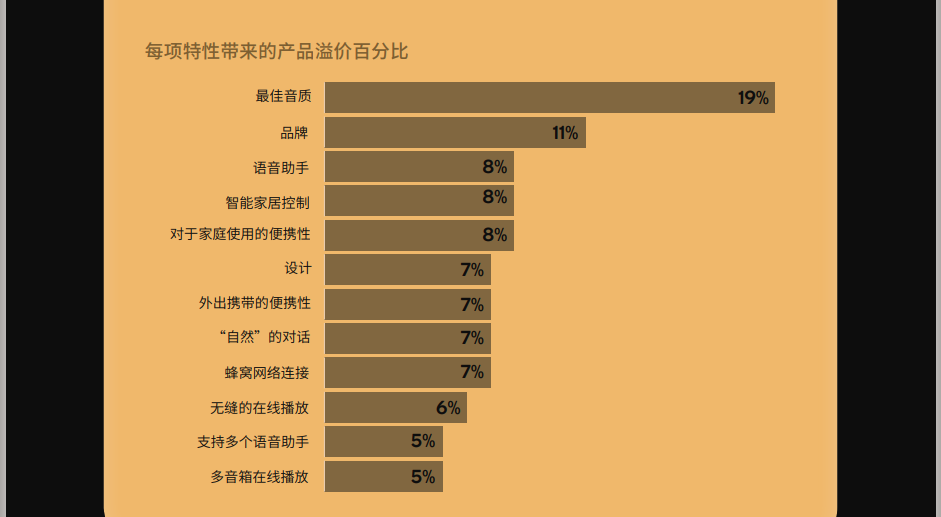 每项特性带来的产品溢价百分比
最佳音质 19%
品牌 11%
语音助手 8%
智能家居控制 8%
对于家庭使用的便携性 8%
设计 7%
外出携带的便携性 7%
“自然”的对话 7%
蜂窝网络连接 7%
无缝的在线播放 6%
支持多个语音助手 5%
多音箱在线播放 5%